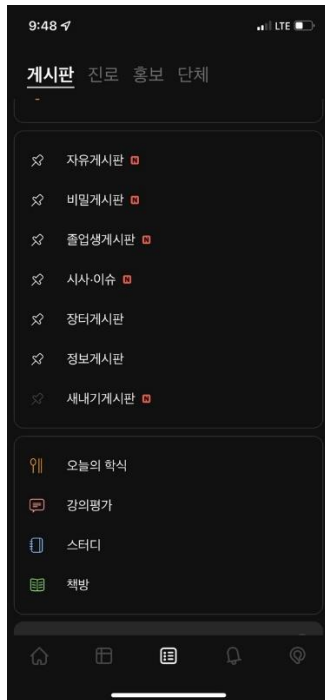 9:48 LTE
게시판 진로 홍보 단체
자유게시판 N
비밀게시판 N
졸업생게시판 N
시사·이슈 N
장터게시판
정보게시판
새내기게시판 N
오늘의 학식
강의평가
스터디
책방